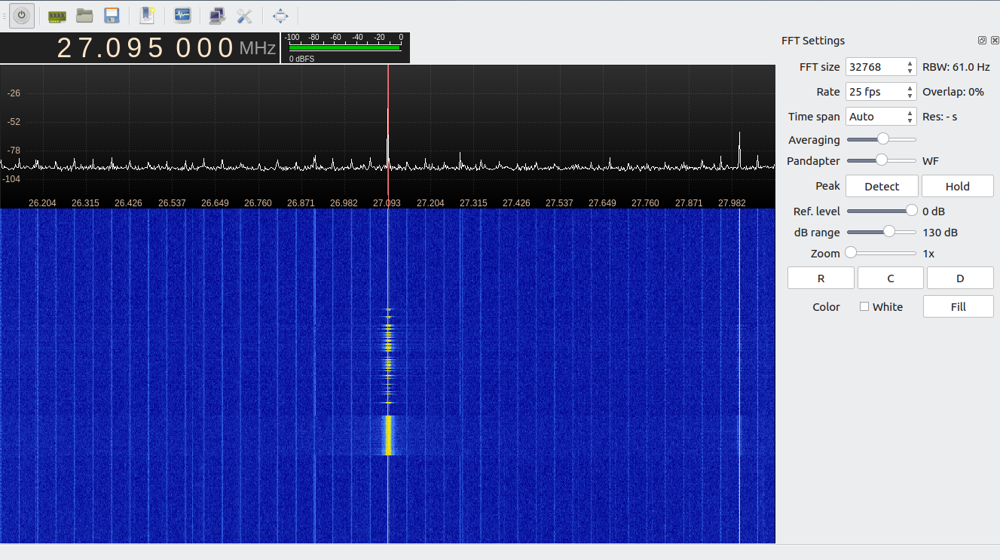 27.095 000 MHz
-100 -80 -60 -40 -20 0
0 dBFS
-26
-52
-78
-104
26.204 26.315 26.426 26.537 26.649 26.760 26.871 26.982 27.093 27.204 27.315 27.426 27.537 27.649 27.760 27.871 27.982
FFT Settings
FFT size 32768 RBW: 61.0 Hz
Rate 25 fps Overlap: 0%
Time span Auto Res: - s
Averaging
Pandapter WF
Peak Detect Hold
Ref. level 0 dB
dB range 130 dB
Zoom 1x
R C D
Color White Fill